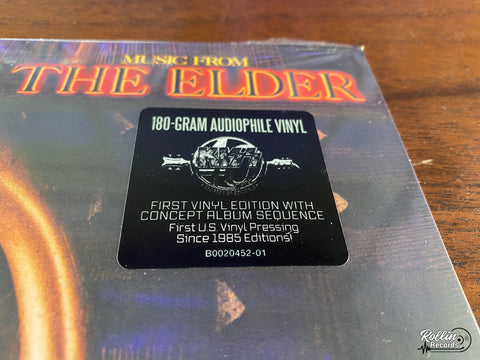 MUSIC FROM
THE ELDER
180-GRAM AUDIOPHILE VINYL
KISS
FIRST VINYL EDITION WITH
CONCEPT ALBUM SEQUENCE
First U.S. Vinyl Pressing
Since 1985 Editions!
B0020452-01
Rollin
Records